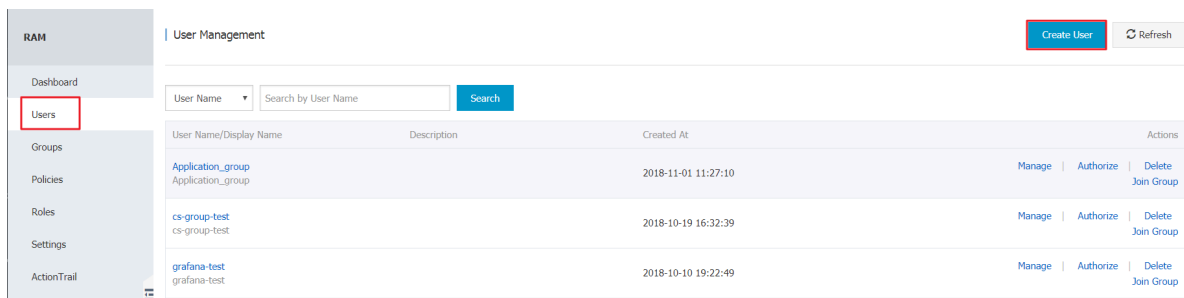 RAM
Dashboard
Users
Groups
Policies
Roles
Settings
ActionTrail
User Management
Create User
Refresh
User Name
Search by User Name
Search
User Name/Display Name Description Created At Actions
Application_group
Application_group
2018-11-01 11:27:10
Manage | Authorize | Delete
Join Group
cs-group-test
cs-group-test
2018-10-19 16:32:39
Manage | Authorize | Delete
Join Group
grafana-test
grafana-test
2018-10-10 19:22:49
Manage | Authorize | Delete
Join Group